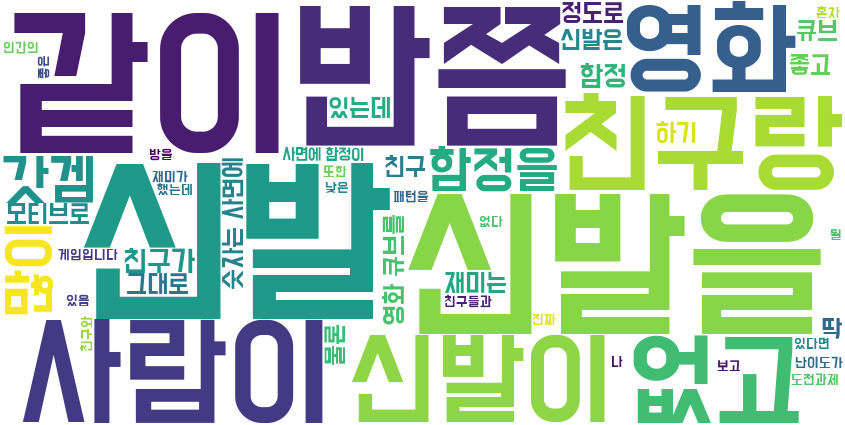 같이
반쯤
정도로
신발은
영화
큐브
혼자
좋고
인간의
좁은
있는데
함정
친구랑
하기
갓겜
모티브로
방을
재미가
했는데
신발
사면에
숫자는
사면에 함정이
또한
낮은
친구
함정을
패턴을
신발을
없다
될
이런
함
게임입니다
친구가
그대로
있음
영화 큐브를
재미는
친구들과
친구와
사람이
물론
신발이
진짜
나
없고
보고
딱
있다면
난이도가
도전과제